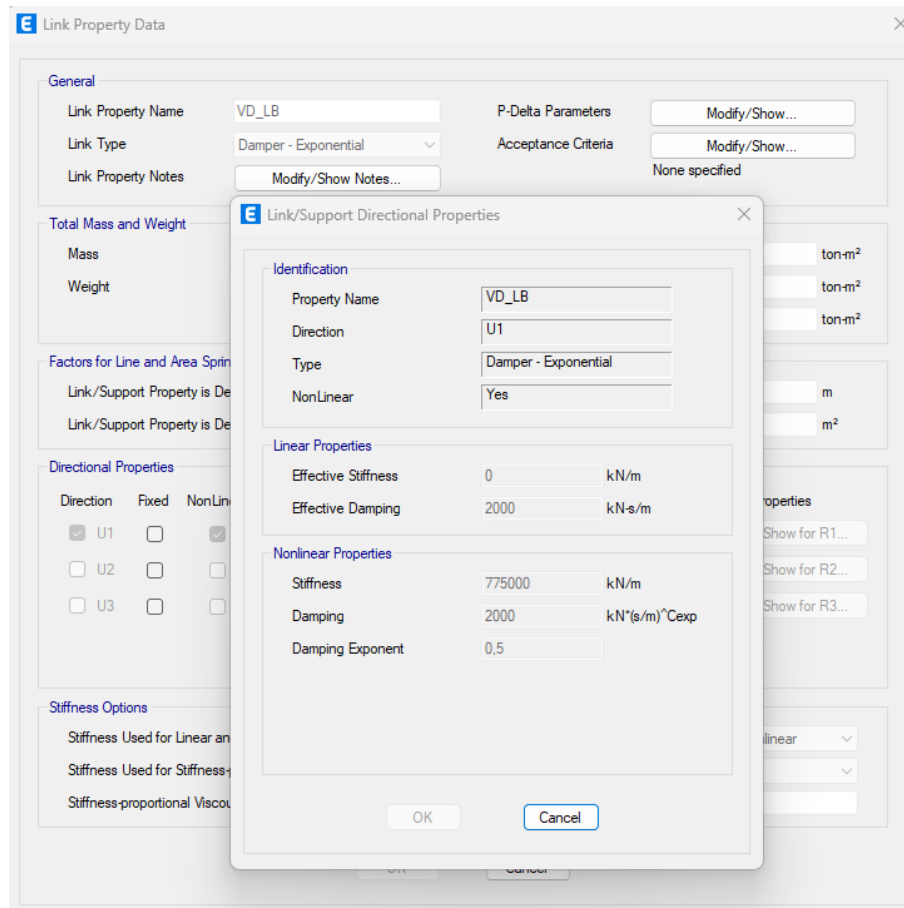 E Link Property Data
General
Link Property Name VD_LB P-Delta Parameters Modify/Show...
Link Type Damper - Exponential Acceptance Criteria Modify/Show...
Link Property Notes Modify/Show Notes... None specified
E Link/Support Directional Properties
Total Mass and Weight
Mass ton-m²
Weight ton-m²
ton-m²
Identification
Property Name VD_LB
Direction U1
Type Damper - Exponential
NonLinear Yes
Factors for Line and Area Sprin
Link/Support Property is De m
Link/Support Property is De m²
Linear Properties
Effective Stiffness 0 kN/m
Effective Damping 2000 kN-s/m
Directional Properties
Direction Fixed NonLin roperties
U1 Show for R1...
U2 Show for R2...
U3 Show for R3...
Nonlinear Properties
Stiffness 775000 kN/m
Damping 2000 kN*(s/m)^Cexp
Damping Exponent 0,5
Stiffness Options
Stiffness Used for Linear an linear
Stiffness Used for Stiffness-p
Stiffness-proportional Viscou
OK Cancel
OK Cancel